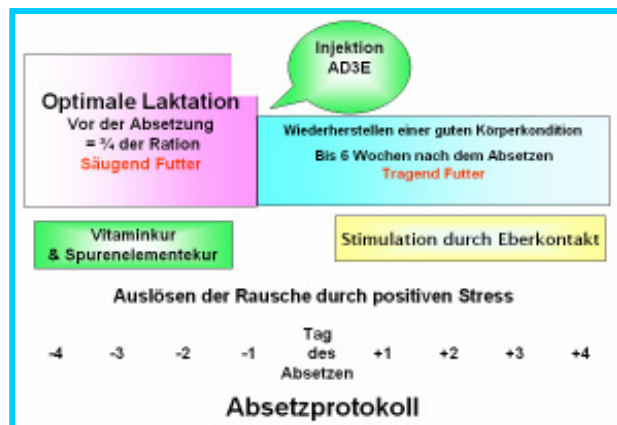 Injektion
AD3E
Optimale Laktation
Vor der Absetzung
= ¾ der Ration
Säugend Futter
Wiederherstellen einer guten Körperkondition
Bis 6 Wochen nach dem Absetzen
Tragend Futter
Vitaminkur
& Spurenelementekur
Stimulation durch Eberkontakt
Auslösen der Rausche durch positiven Stress
-4 -3 -2 -1 Tag des Absetzen +1 +2 +3 +4
Absetzprotokoll